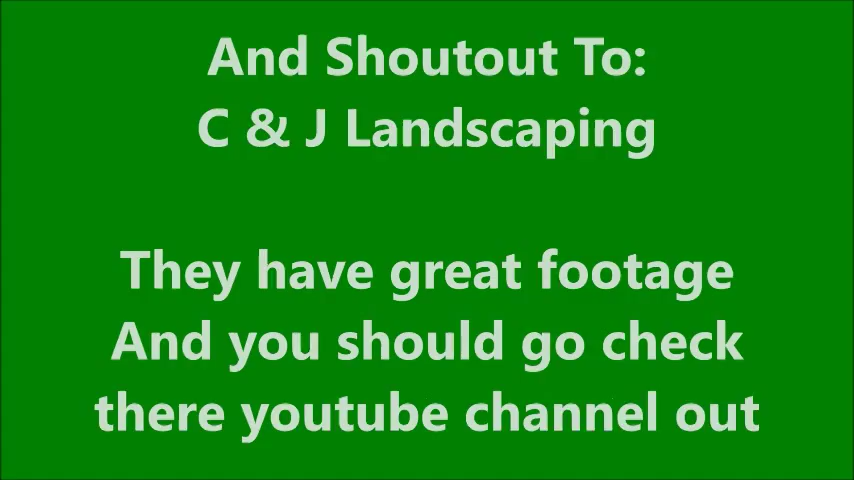 And Shoutout To:
C & J Landscaping
They have great footage
And you should go check
there youtube channel out